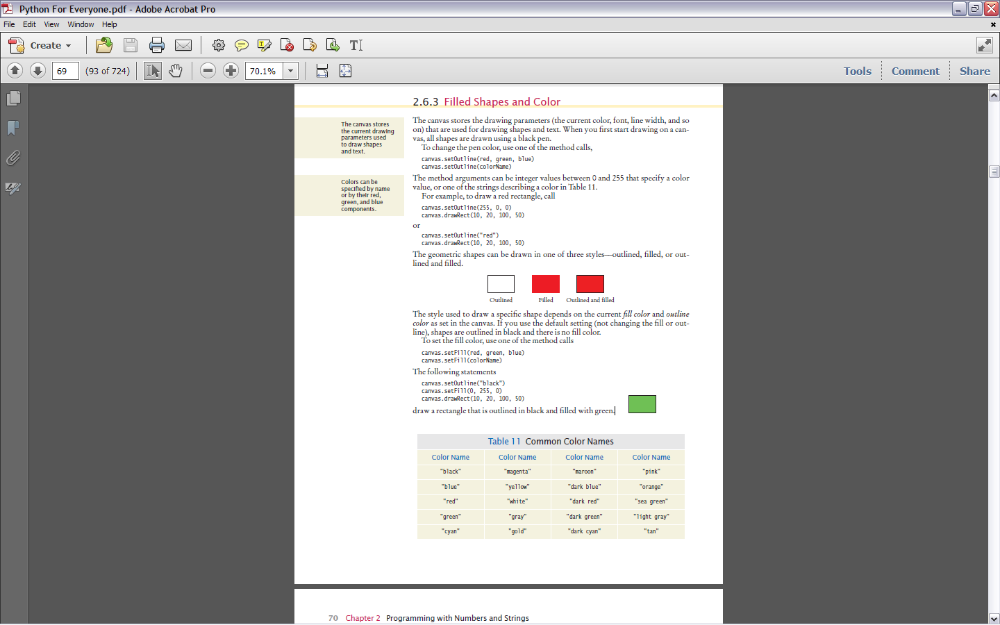 Python For Everyone.pdf - Adobe Acrobat Pro
File Edit View Window Help
Create
69 (93 of 724) 70.1% Tools Comment Share
2.6.3 Filled Shapes and Color
The canvas stores
the current drawing
parameters used
to draw shapes
and text.
The canvas stores the drawing parameters (the current color, font, line width, and so
on) that are used for drawing shapes and text. When you first start drawing on a can-
vas, all shapes are drawn using a black pen.
To change the pen color, use one of the method calls,
canvas.setOutline(red, green, blue)
canvas.setOutline(colorName)
Colors can be
specified by name
or by their red,
green, and blue
components.
The method arguments can be integer values between 0 and 255 that specify a color
value, or one of the strings describing a color in Table 11.
For example, to draw a red rectangle, call
canvas.setOutline(255, 0, 0)
canvas.drawRect(10, 20, 100, 50)
or
canvas.setOutline("red")
canvas.drawRect(10, 20, 100, 50)
The geometric shapes can be drawn in one of three styles—outlined, filled, or out-
lined and filled.
Outlined Filled Outlined and filled
The style used to draw a specific shape depends on the current fill color and outline
color as set in the canvas. If you use the default setting (not changing the fill or out-
line), shapes are outlined in black and there is no fill color.
To set the fill color, use one of the method calls
canvas.setFill(red, green, blue)
canvas.setFill(colorName)
The following statements
canvas.setOutline("black")
canvas.setFill(0, 255, 0)
canvas.drawRect(10, 20, 100, 50)
draw a rectangle that is outlined in black and filled with green.
Table 11 Common Color Names
Color Name Color Name Color Name Color Name
"black" "magenta" "maroon" "pink"
"blue" "yellow" "dark blue" "orange"
"red" "white" "dark red" "sea green"
"green" "gray" "dark green" "light gray"
"cyan" "gold" "dark cyan" "tan"
70 Chapter 2 Programming with Numbers and Strings